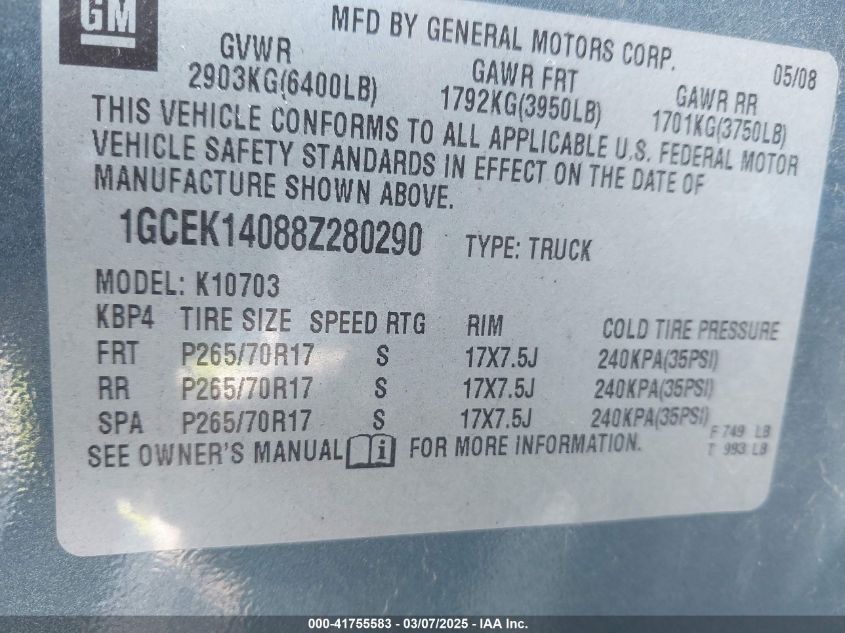 GM
MFD BY GENERAL MOTORS CORP.
05/08
GVWR GAWR FRT GAWR RR
2903KG(6400LB) 1792KG(3950LB) 1701KG(3750LB)
THIS VEHICLE CONFORMS TO ALL APPLICABLE U.S. FEDERAL MOTOR
VEHICLE SAFETY STANDARDS IN EFFECT ON THE DATE OF
MANUFACTURE SHOWN ABOVE.
1GCEK14088Z280290 TYPE: TRUCK
MODEL: K10703
KBP4 TIRE SIZE SPEED RTG RIM COLD TIRE PRESSURE
FRT P265/70R17 S 17X7.5J 240KPA(35PSI)
RR P265/70R17 S 17X7.5J 240KPA(35PSI)
SPA P265/70R17 S 17X7.5J 240KPA(35PSI)
F 749 LB
SEE OWNER'S MANUAL i FOR MORE INFORMATION.
T 993 LB
000-41755583 - 03/07/2025 - IAA Inc.